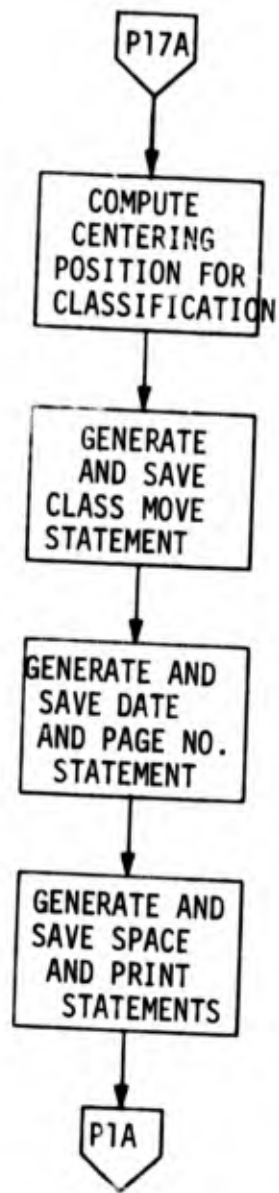 P17A
COMPUTE
CENTERING
POSITION FOR
CLASSIFICATION
GENERATE
AND SAVE
CLASS MOVE
STATEMENT
GENERATE AND
SAVE DATE
AND PAGE NO.
STATEMENT
GENERATE AND
SAVE SPACE
AND PRINT
STATEMENTS
P1A